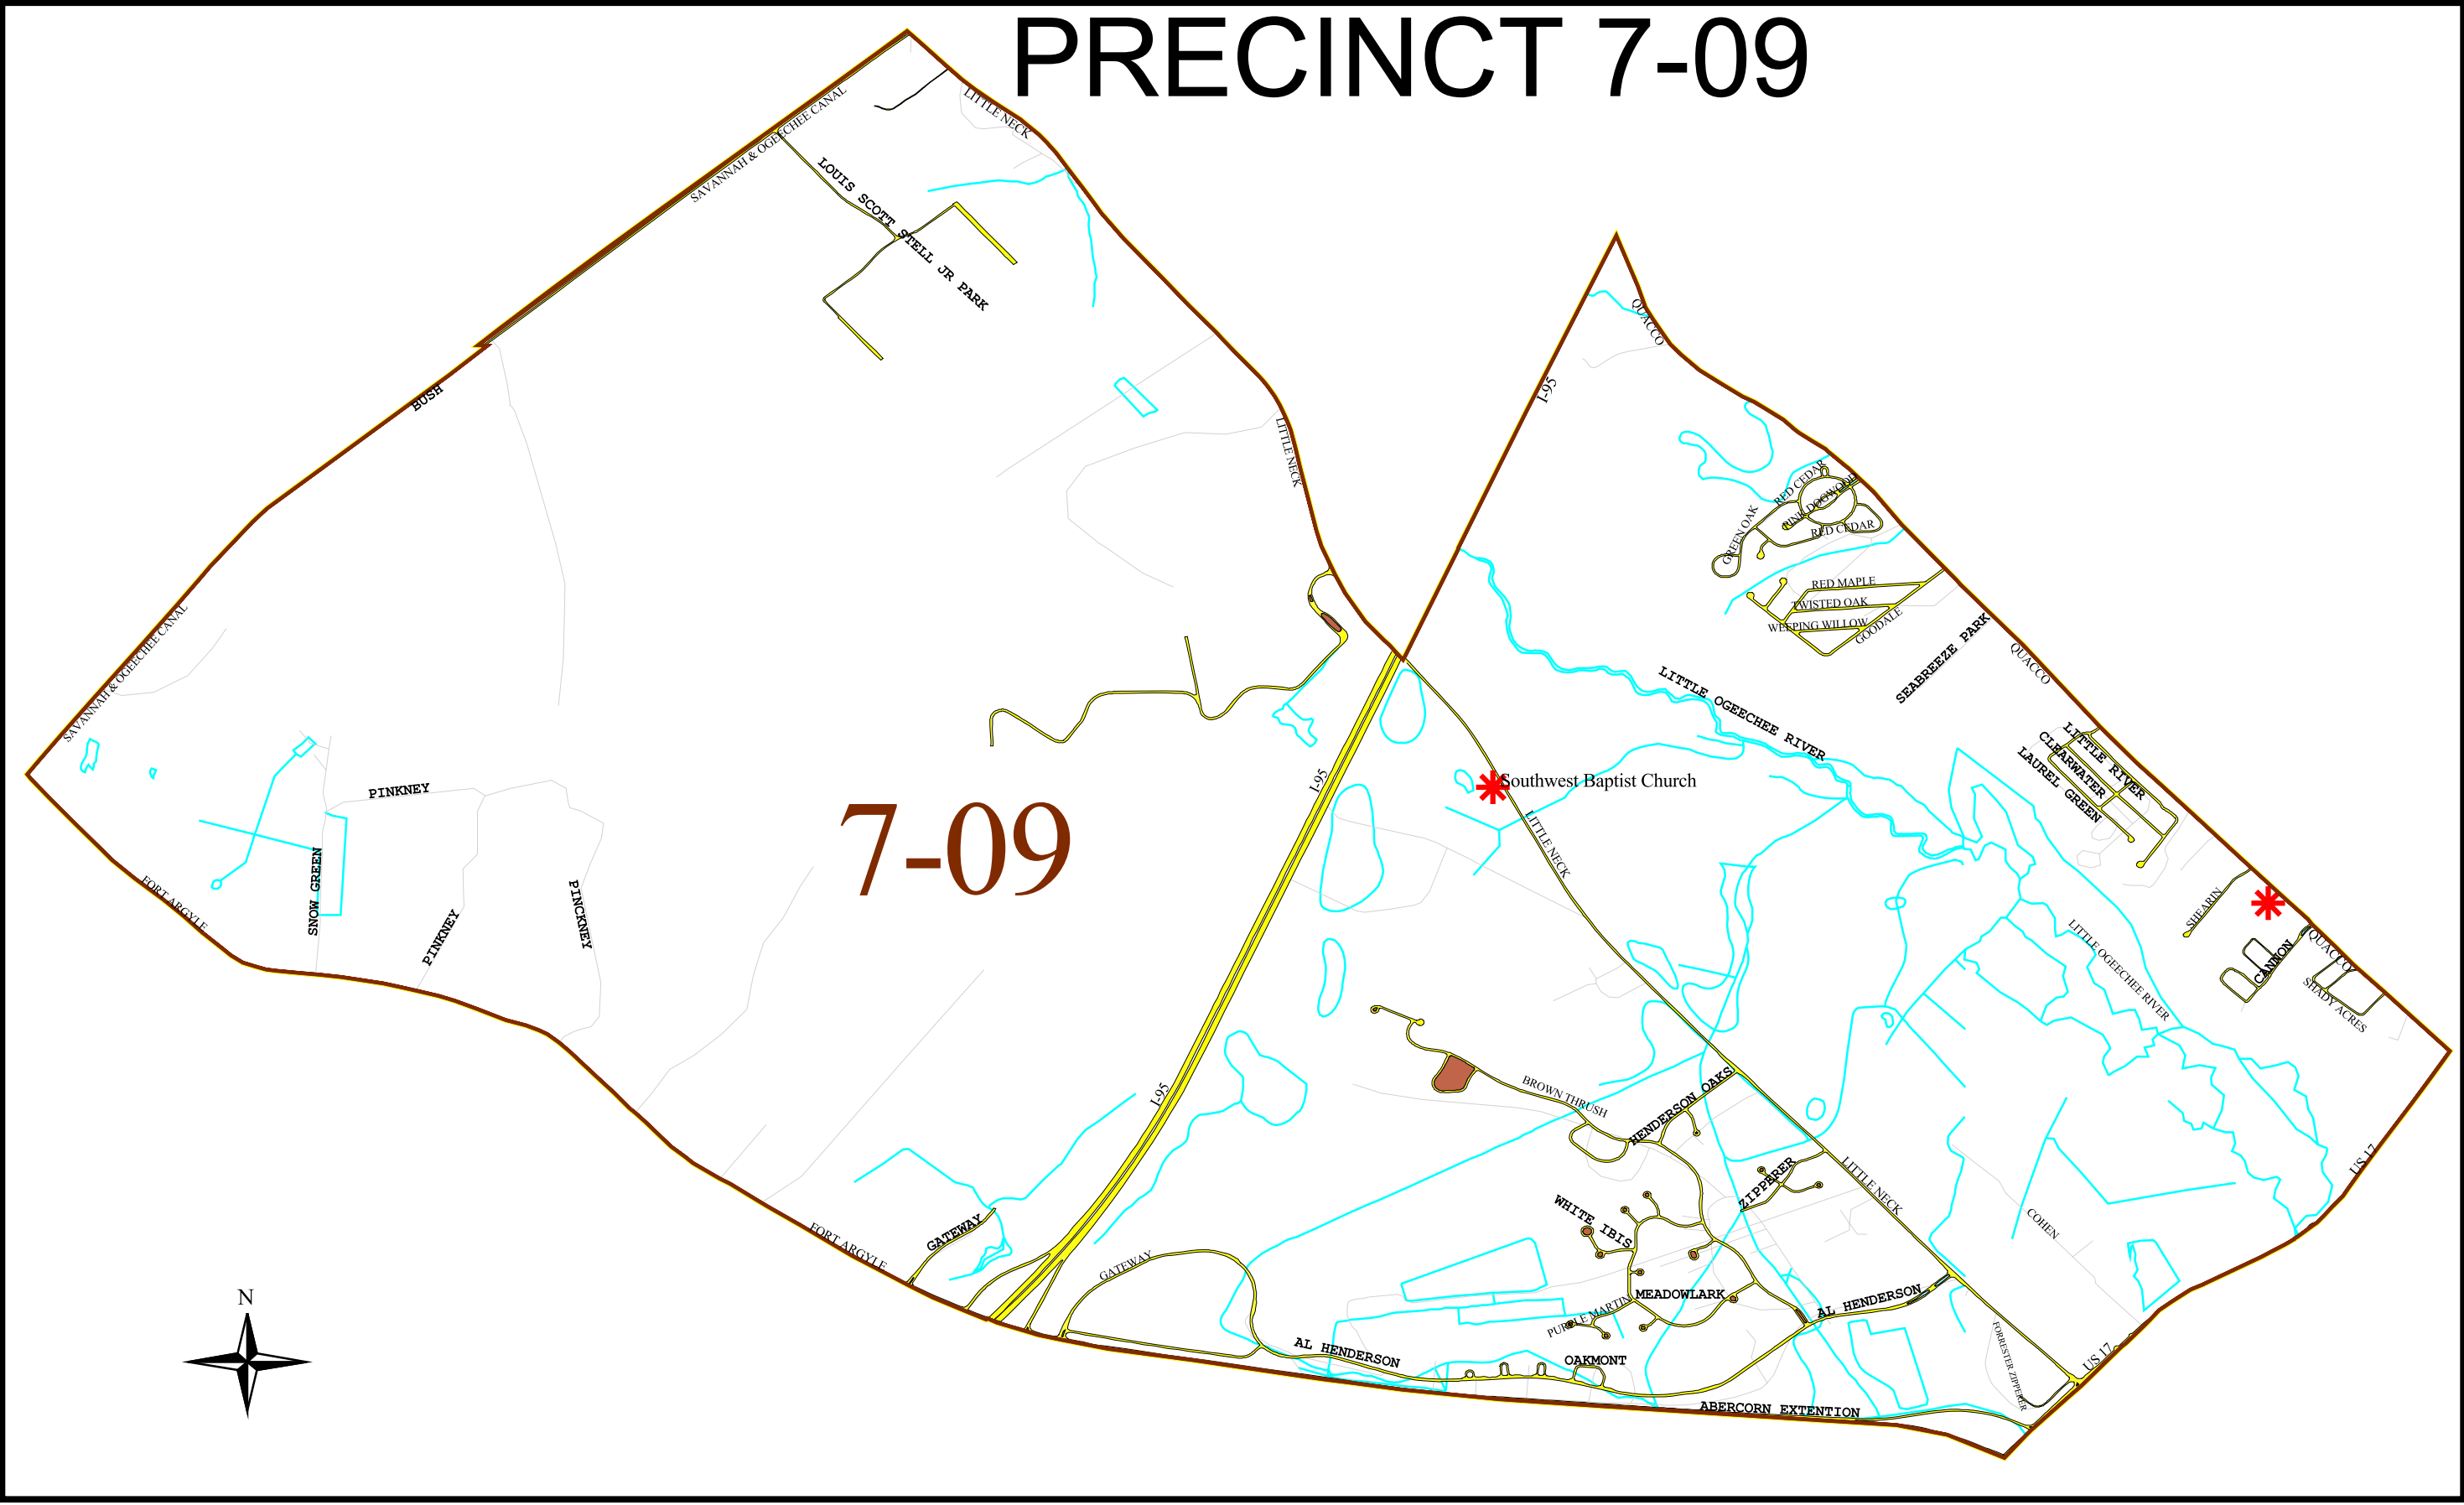 PRECINCT 7-09
SAVANNAH & OGEECHEE CANAL
LITTLE NECK
LOUIS SCOTT STELL JR PARK
QUACCO
I-95
BUSH
LITTLE NECK
RED CEDAR
PINK DOGWOOD
GREEN OAK
RED CEDAR
RED MAPLE
TWISTED OAK
WEEPING WILLOW
GOODALE
SEABREEZE PARK
QUACCO
SAVANNAH & OGEECHEE CANAL
LITTLE OGEECHEE RIVER
LITTLE RIVER
CLEARWATER
LAUREL GREEN
I-95
Southwest Baptist Church
PINKNEY
7-09
LITTLE NECK
FORT ARGYLE
SNOW GREEN
PINKNEY
PINCKNEY
SHEARIN
LITTLE OGEECHEE RIVER
CANNON
QUACCO
SHADY ACRES
I-95
BROWN THRUSH
HENDERSON OAKS
ZIPPERER
LITTLE NECK
US 17
COHEN
WHITE IBIS
GATEWAY
FORT ARGYLE
GATEWAY
MEADOWLARK
AL HENDERSON
PURPLE MARTIN
N
AL HENDERSON
OAKMONT
FORRESTER ZIPPERER
US 17
ABERCORN EXTENTION